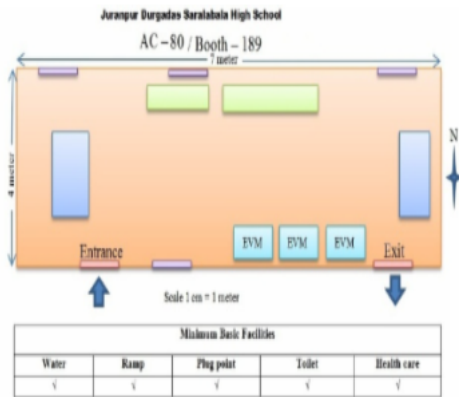 Juranpur Durgadas Saralabala High School
AC – 80 / Booth – 189
7 meter
4 meter
N
EVM EVM EVM
Entrance Exit
Scale 1 cm = 1 meter
Minimum Basic Facilities
Water Ramp Plug point Toilet Health care
√ √ √ √ √